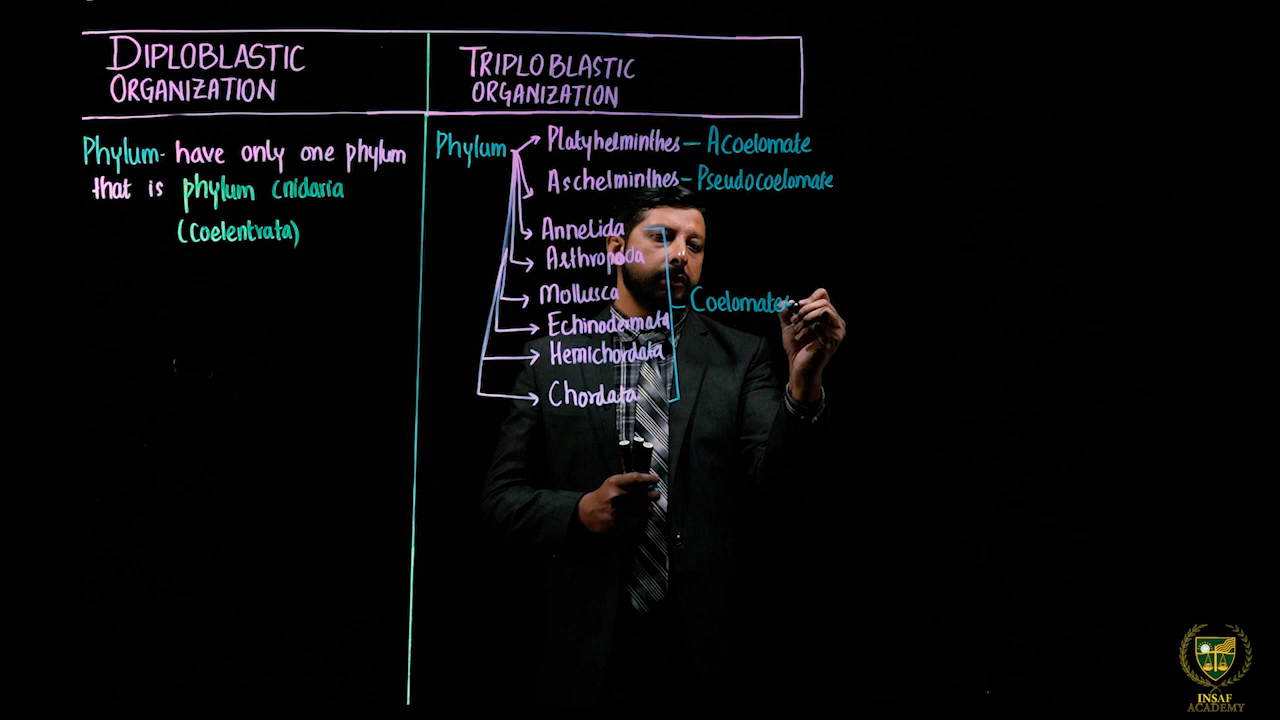 DIPLOBLASTIC
ORGANIZATION
TRIPLOBLASTIC
ORGANIZATION
Phylum- have only one phylum
that is phylum cnidaria
(coelentrata)
Phylum
Platyhelminthes - Acoelomate
Aschelminthes - Pseudocoelomate
Annelida
Arthropoda
Mollusca
Echinodermata
Hemichordata
Chordata
Coelomates
INSAF
ACADEMY